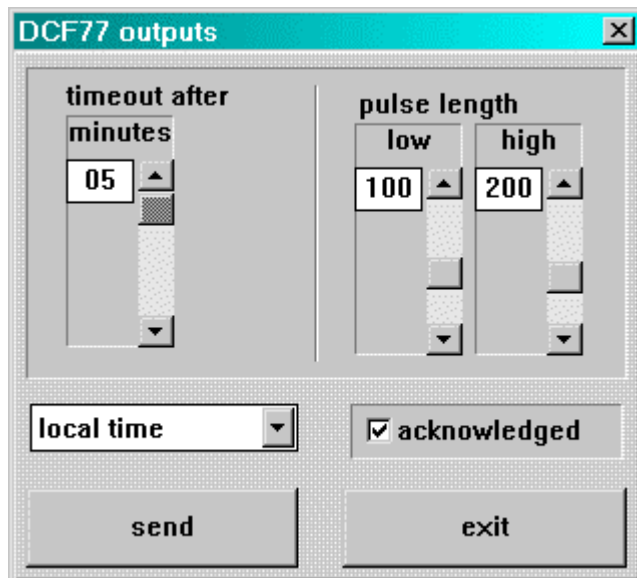 DCF77 outputs
timeout after
minutes
05
pulse length
low high
100 200
local time
acknowledged
send exit